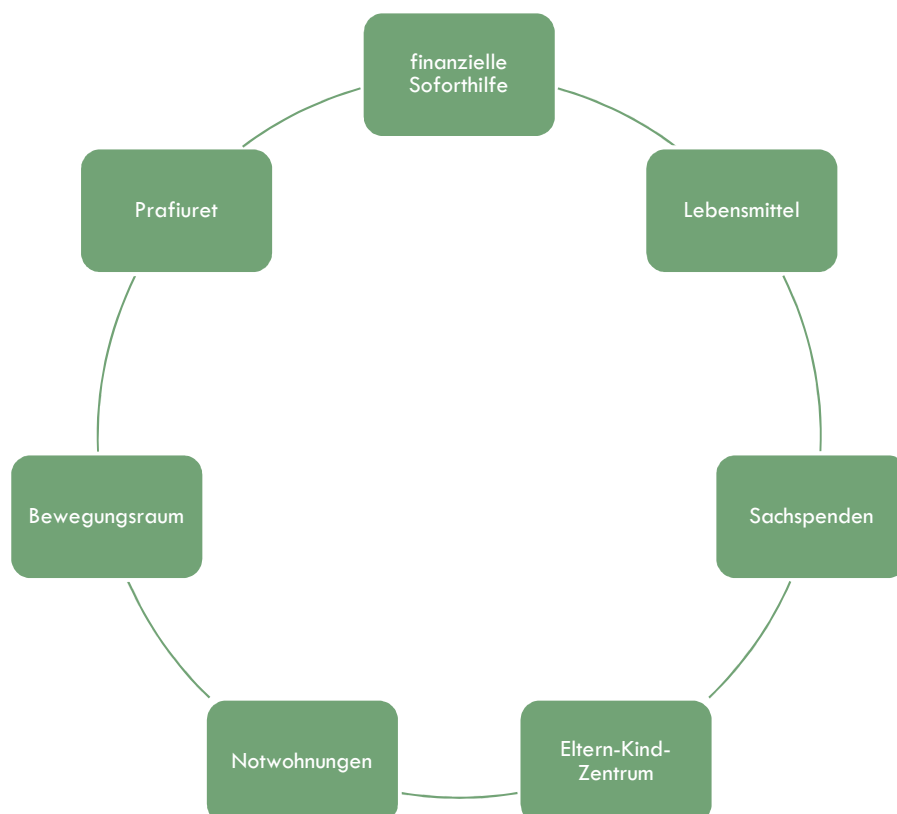 finanzielle
Soforthilfe
Lebensmittel
Sachspenden
Eltern-Kind-
Zentrum
Notwohnungen
Bewegungsraum
Prafiuret